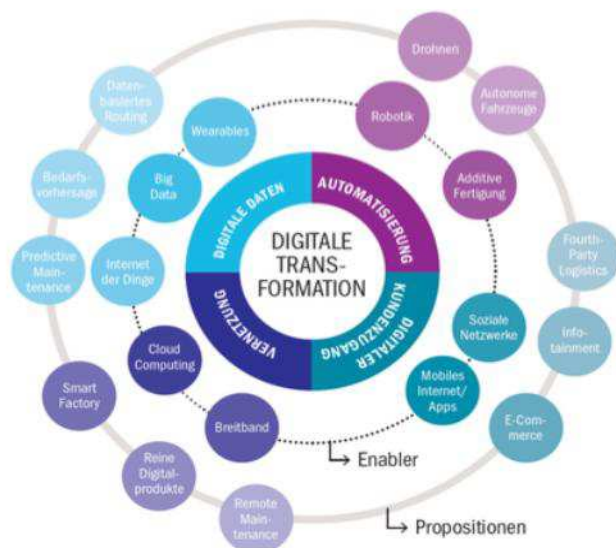 DIGITALE
TRANS-
FORMATION
DIGITALE DATEN
AUTOMATISIERUNG
DIGITALER
KUNDENZUGANG
VERNETZUNG
Wearables
Big
Data
Internet
der Dinge
Robotik
Additive
Fertigung
Soziale
Netzwerke
Mobiles
Internet/
Apps
Cloud
Computing
Breitband
Enabler
Daten-
basiertes
Routing
Bedarfs-
vorhersage
Predictive
Main-
tenance
Drohnen
Autonome
Fahrzeuge
Fourth-
Party
Logistics
Info-
tainment
E-Com-
merce
Smart
Factory
Reine
Digital-
produkte
Remote
Main-
tenance
Propositionen